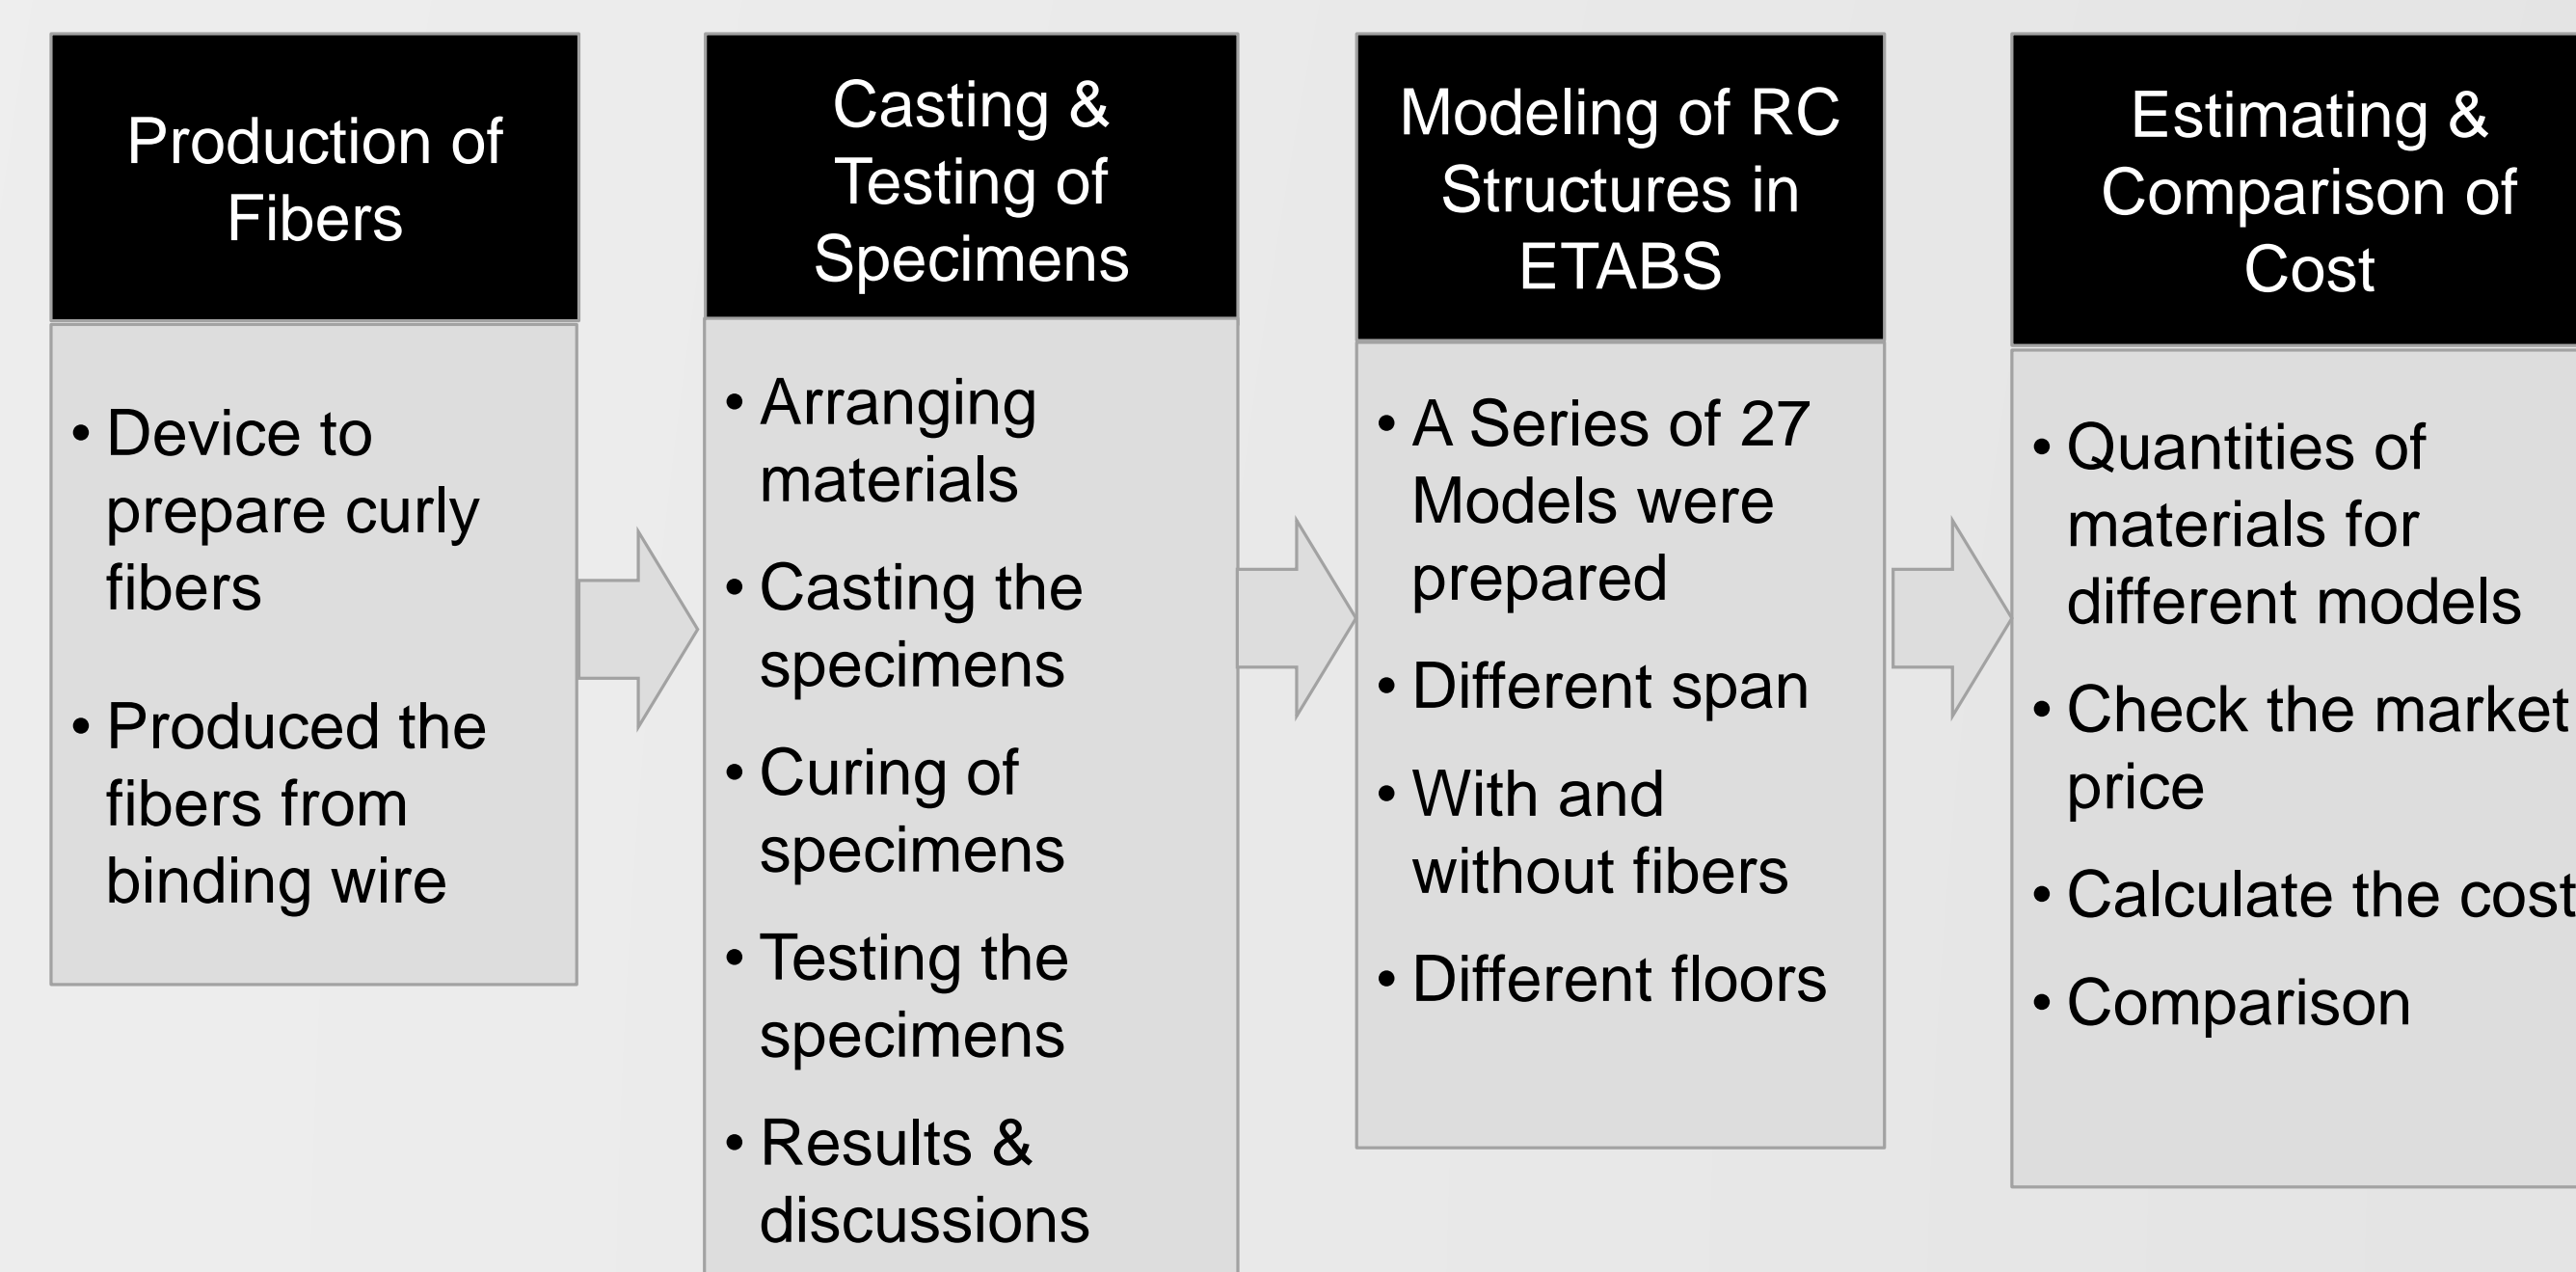 Production of
Fibers
• Device to
prepare curly
fibers
• Produced the
fibers from
binding wire
Casting &
Testing of
Specimens
• Arranging
materials
• Casting the
specimens
• Curing of
specimens
• Testing the
specimens
• Results &
discussions
Modeling of RC
Structures in
ETABS
• A Series of 27
Models were
prepared
• Different span
• With and
without fibers
• Different floors
Estimating &
Comparison of
Cost
• Quantities of
materials for
different models
• Check the market
price
• Calculate the cost
• Comparison